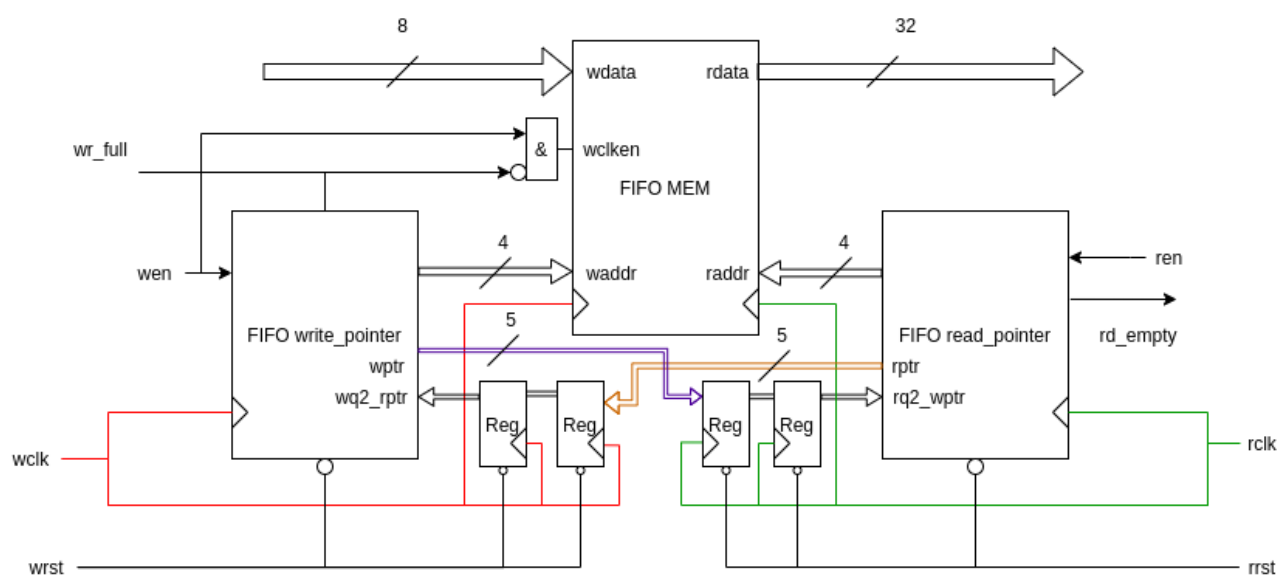 8
32
wdata
rdata
wr_full
&
wclken
FIFO MEM
4
4
wen
waddr
raddr
ren
5
FIFO write_pointer
5
FIFO read_pointer
rd_empty
wptr
rptr
wq2_rptr
rq2_wptr
Reg
Reg
Reg
Reg
wclk
rclk
wrst
rrst